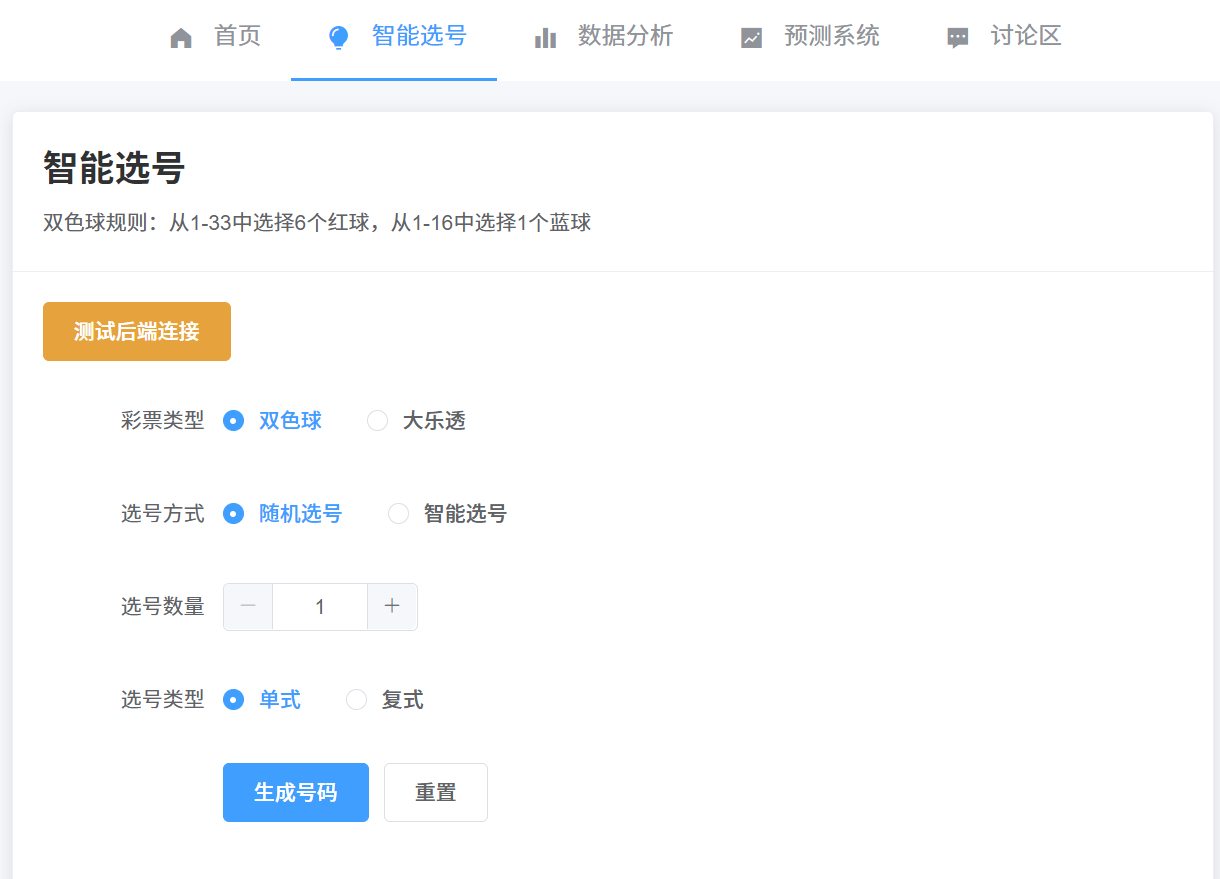 首页 智能选号 数据分析 预测系统 讨论区
智能选号
双色球规则：从1-33中选择6个红球，从1-16中选择1个蓝球
测试后端连接
彩票类型 双色球 大乐透
选号方式 随机选号 智能选号
选号数量 1
选号类型 单式 复式
生成号码 重置